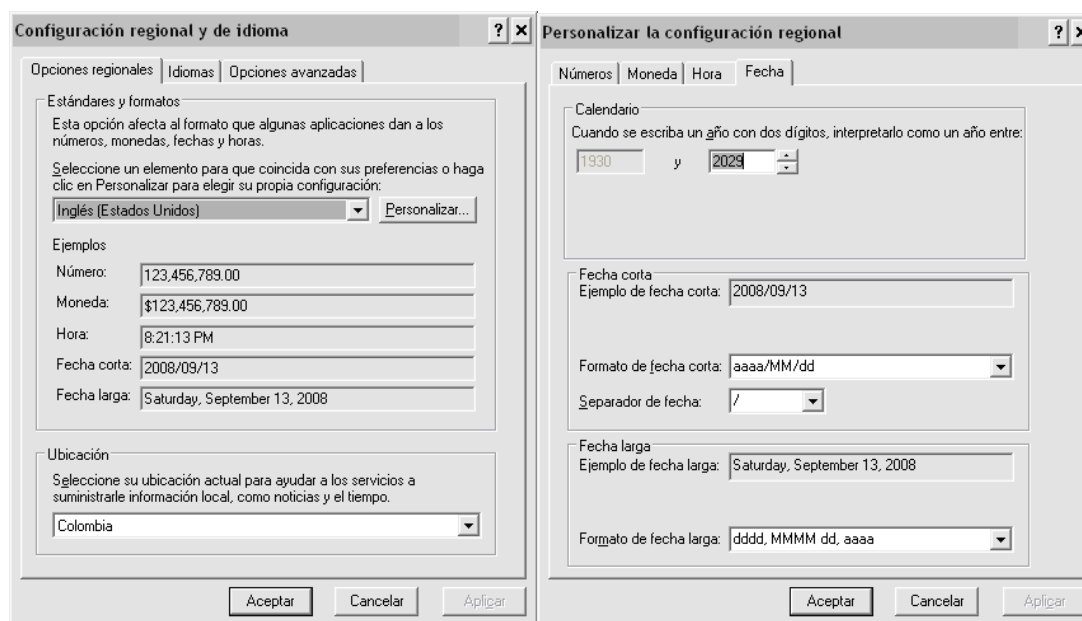 Configuración regional y de idioma
Opciones regionales Idiomas Opciones avanzadas
Estándares y formatos
Esta opción afecta al formato que algunas aplicaciones dan a los
números, monedas, fechas y horas.
Seleccione un elemento para que coincida con sus preferencias o haga
clic en Personalizar para elegir su propia configuración:
Inglés (Estados Unidos) Personalizar...
Ejemplos
Número: 123,456,789.00
Moneda: $123,456,789.00
Hora: 8:21:13 PM
Fecha corta: 2008/09/13
Fecha larga: Saturday, September 13, 2008
Ubicación
Seleccione su ubicación actual para ayudar a los servicios a
suministrarle información local, como noticias y el tiempo.
Colombia
Aceptar Cancelar Aplicar
Personalizar la configuración regional
Números Moneda Hora Fecha
Calendario
Cuando se escriba un año con dos dígitos, interpretarlo como un año entre:
1930 y 2029
Fecha corta
Ejemplo de fecha corta: 2008/09/13
Formato de fecha corta: aaaa/MM/dd
Separador de fecha: /
Fecha larga
Ejemplo de fecha larga: Saturday, September 13, 2008
Formato de fecha larga: dddd, MMMM dd, aaaa
Aceptar Cancelar Aplicar